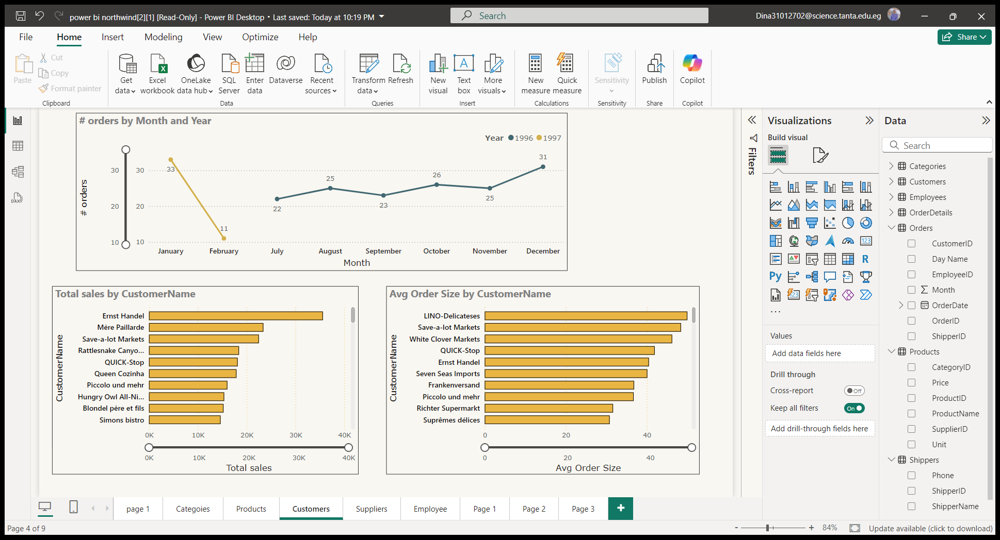 power bi northwind[2][1] [Read-Only] - Power BI Desktop • Last saved: Today at 10:19 PM
Search
Dina31012702@science.tanta.edu.eg
File
Home
Insert
Modeling
View
Optimize
Help
Share
Paste
Cut
Copy
Format painter
Clipboard
Get data
Excel workbook
OneLake data hub
SQL Server
Enter data
Dataverse
Recent sources
Data
Transform data
Refresh
Queries
New visual
Text box
More visuals
Insert
New measure
Quick measure
Calculations
Sensitivity
Sensitivity
Publish
Share
Copilot
Copilot
DAX
# orders by Month and Year
Year 1996 1997
# orders
30
20
10
30
20
10
33
11
22
25
23
26
25
31
January
February
July
August
September
October
November
December
Month
Total sales by CustomerName
CustomerName
Ernst Handel
Mère Paillarde
Save-a-lot Markets
Rattlesnake Canyo...
QUICK-Stop
Queen Cozinha
Piccolo und mehr
Hungry Owl All-Ni...
Blondel père et fils
Simons bistro
0K 10K 20K 30K 40K
0K 10K 20K 30K 40K
Total sales
Avg Order Size by CustomerName
CustomerName
LINO-Delicateses
Save-a-lot Markets
White Clover Markets
QUICK-Stop
Ernst Handel
Seven Seas Imports
Frankenversand
Piccolo und mehr
Richter Supermarkt
Suprêmes délices
0 20 40
0 20 40
Avg Order Size
Filters
Visualizations
Build visual
123
R
Py
123
...
Values
Add data fields here
Drill through
Cross-report
Off
Keep all filters
On
Add drill-through fields here
Data
Search
Categories
Customers
Employees
OrderDetails
Orders
CustomerID
Day Name
EmployeeID
Month
OrderDate
OrderID
ShipperID
Products
CategoryID
Price
ProductID
ProductName
SupplierID
Unit
Shippers
Phone
ShipperID
ShipperName
page 1
Categoies
Products
Customers
Suppliers
Employee
Page 1
Page 2
Page 3
+
Page 4 of 9
- + 84%
Update available (click to download)